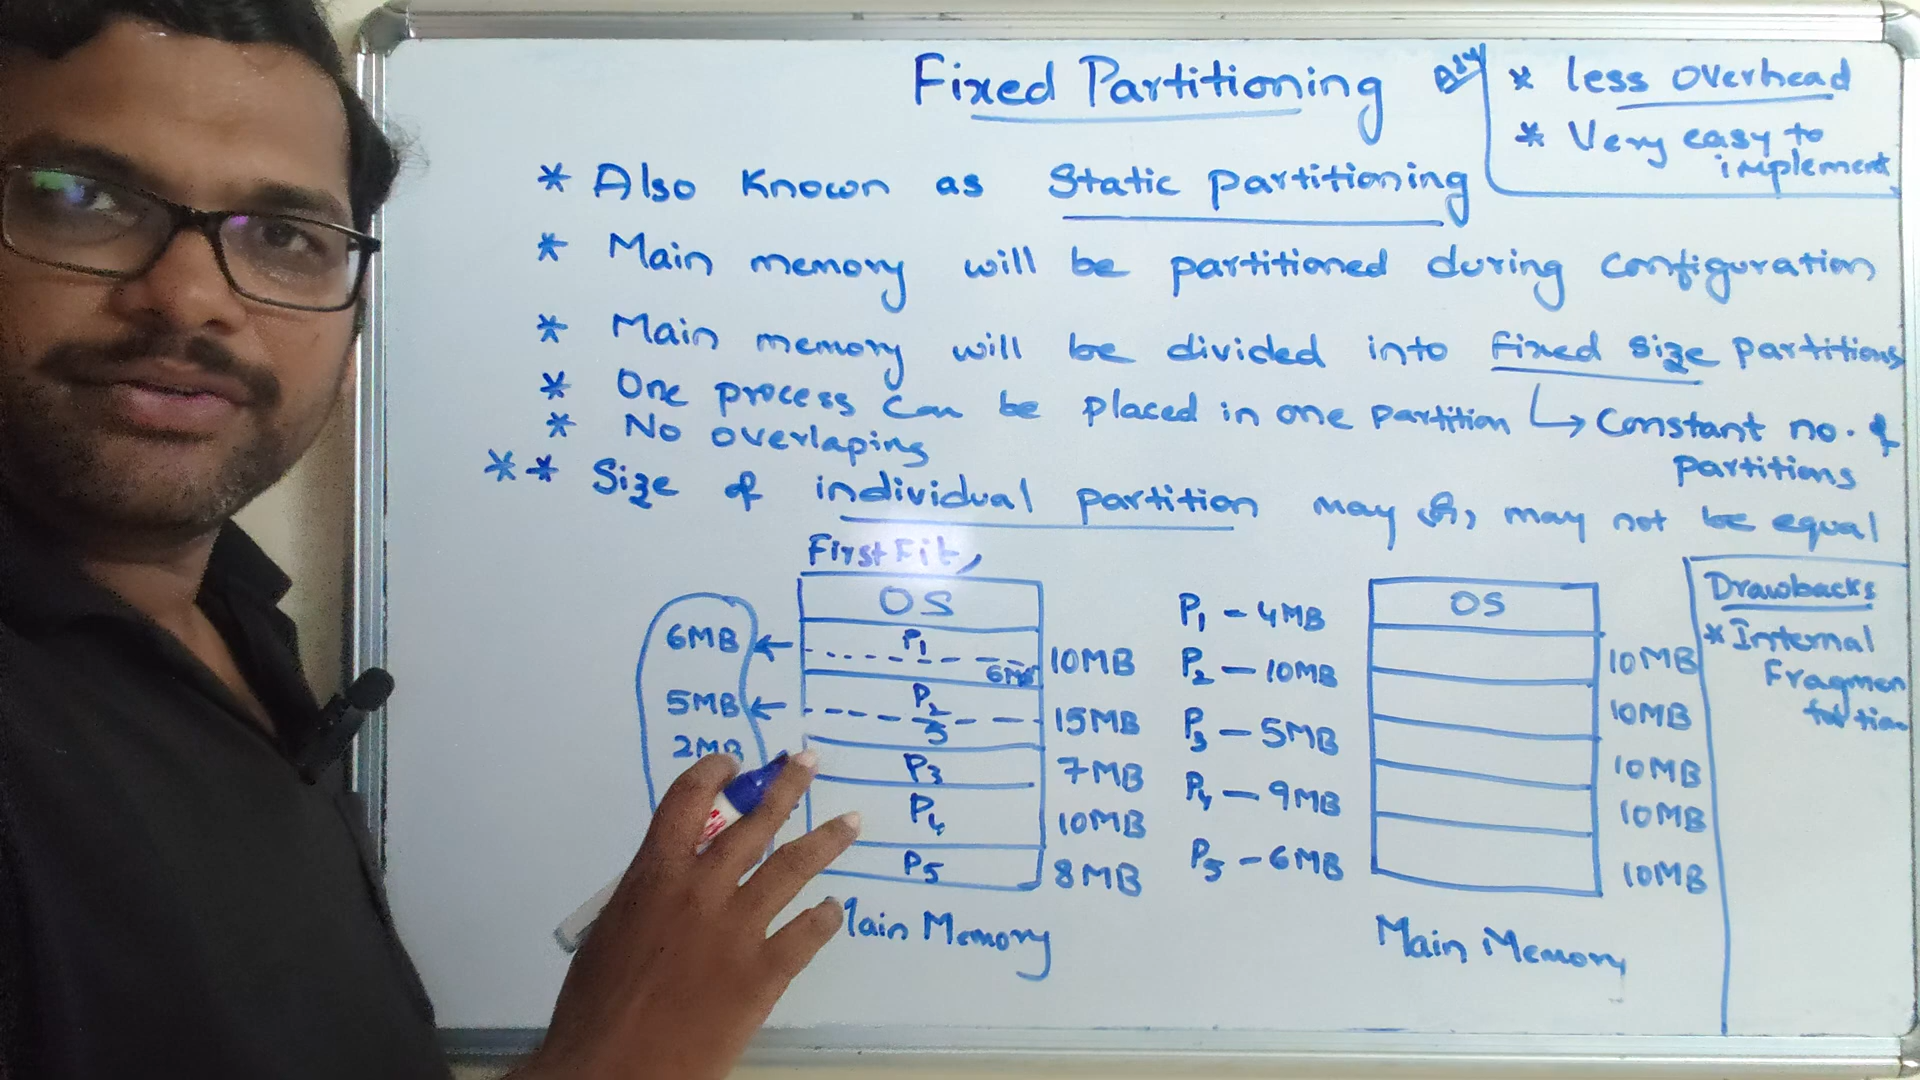 Fixed Partitioning
* less overhead
* Very easy to
implement
* Also Known as Static partitioning
* Main memory will be partitioned during configuration
* Main memory will be divided into fixed size partitions
* One process can be placed in one partition → Constant no. of
partitions
* No overlaping
** Size of individual partition may or may not be equal
First Fit
OS
6MB ← P1
6MB
10MB
5MB ← P2
5
15MB
2MB
P3
7MB
P4
10MB
P5
8MB
Main Memory
P1 - 4MB
P2 - 10MB
P3 - 5MB
P4 - 9MB
P5 - 6MB
OS
10MB
10MB
10MB
10MB
10MB
Main Memory
Drawbacks
* Internal
Fragmen
tation